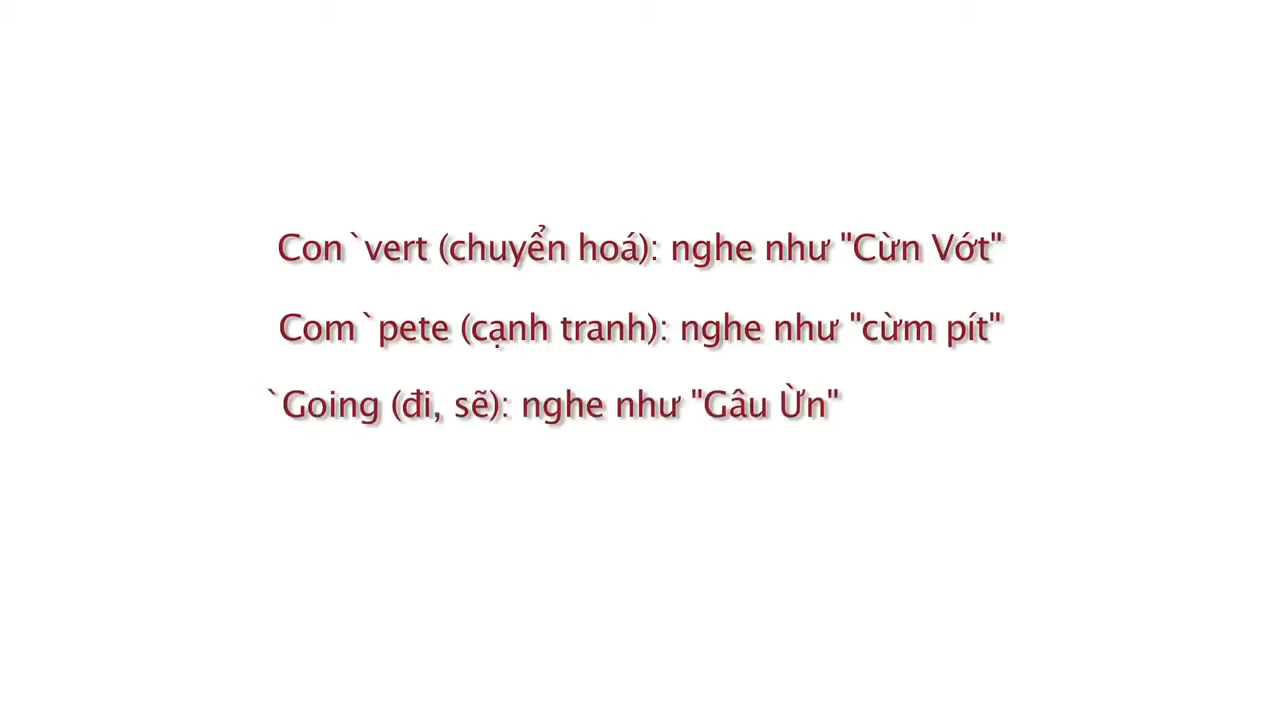 Con`vert (chuyển hoá): nghe như "Cừn Vớt"
Com`pete (cạnh tranh): nghe như "cừm pít"
`Going (đi, sẽ): nghe như "Gâu Ừn"